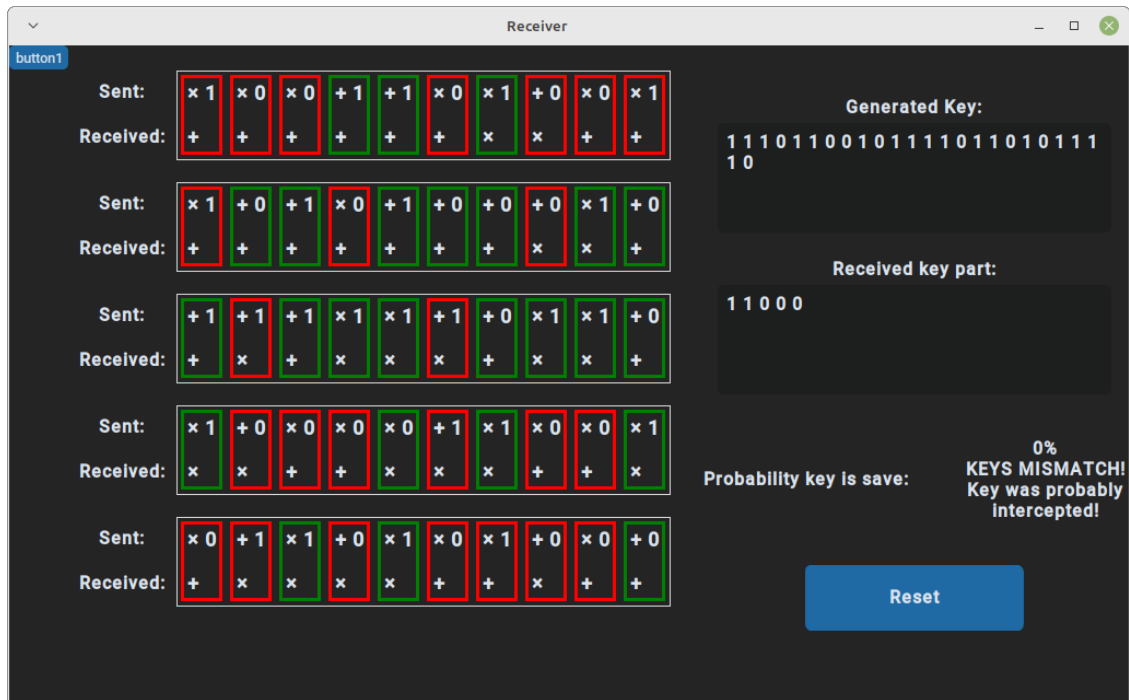 Receiver
button1
Sent: × 1 × 0 × 0 + 1 + 1 × 0 × 1 + 0 × 0 × 1
Received: + + + + + + × × + +
Sent: × 1 + 0 + 1 × 0 + 1 + 0 + 0 + 0 × 1 + 0
Received: + + + + + + + × × +
Sent: + 1 + 1 + 1 × 1 × 1 + 1 + 0 × 1 × 1 + 0
Received: + × + × × × + × × +
Sent: × 1 + 0 × 0 × 0 × 0 + 1 × 1 × 0 × 0 × 1
Received: × × + + × × × + + ×
Sent: × 0 + 1 × 1 + 0 × 1 × 0 × 1 + 0 × 0 + 0
Received: + × × × × + + × + +
Generated Key:
1 1 1 0 1 1 0 0 1 0 1 1 1 1 0 1 1 0 1 0 1 1 1
1 0
Received key part:
1 1 0 0 0
Probability key is save:
0%
KEYS MISMATCH!
Key was probably
intercepted!
Reset